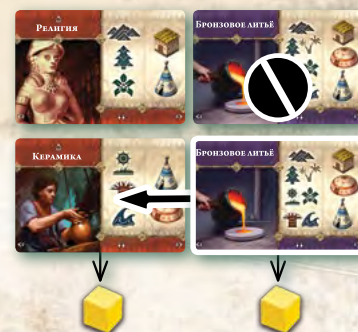 Религия
Бронзовое литьё
Керамика
Бронзовое литьё